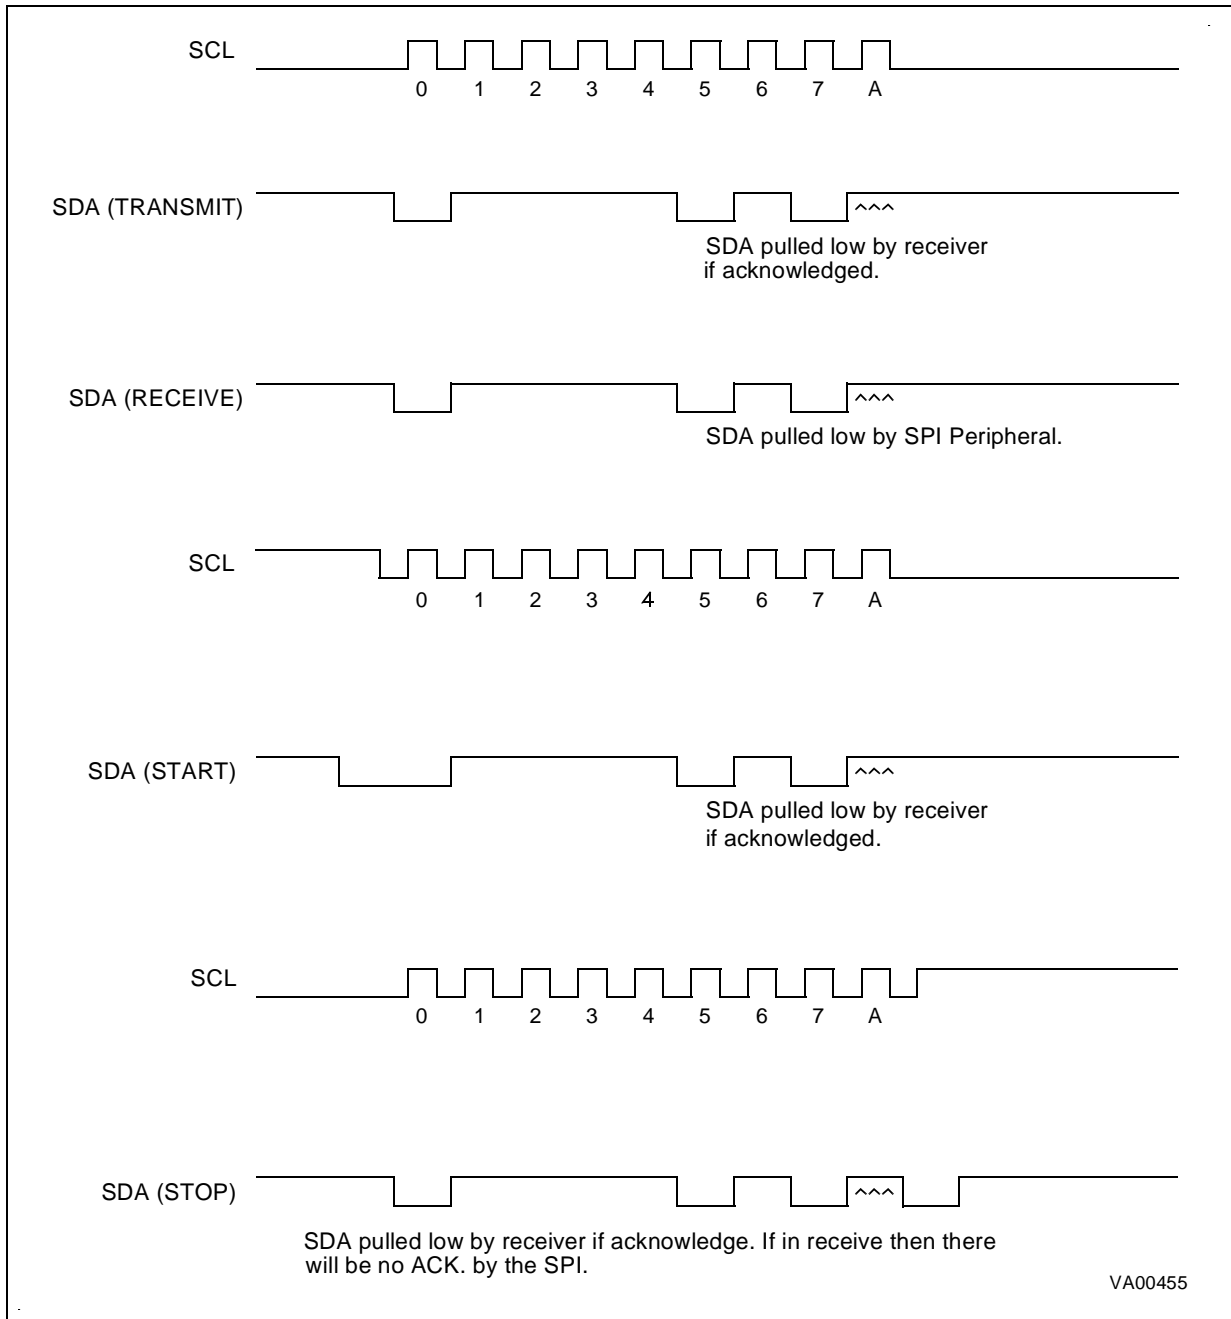 SCL
0 1 2 3 4 5 6 7 A
SDA (TRANSMIT)
^^^
SDA pulled low by receiver
if acknowledged.
SDA (RECEIVE)
^^^
SDA pulled low by SPI Peripheral.
SCL
0 1 2 3 4 5 6 7 A
SDA (START)
^^^
SDA pulled low by receiver
if acknowledged.
SCL
0 1 2 3 4 5 6 7 A
SDA (STOP)
^^^
SDA pulled low by receiver if acknowledge. If in receive then there
will be no ACK. by the SPI.
VA00455